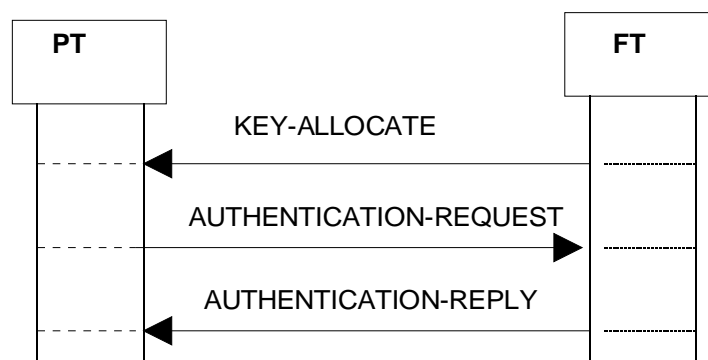 PT
FT
KEY-ALLOCATE
AUTHENTICATION-REQUEST
AUTHENTICATION-REPLY